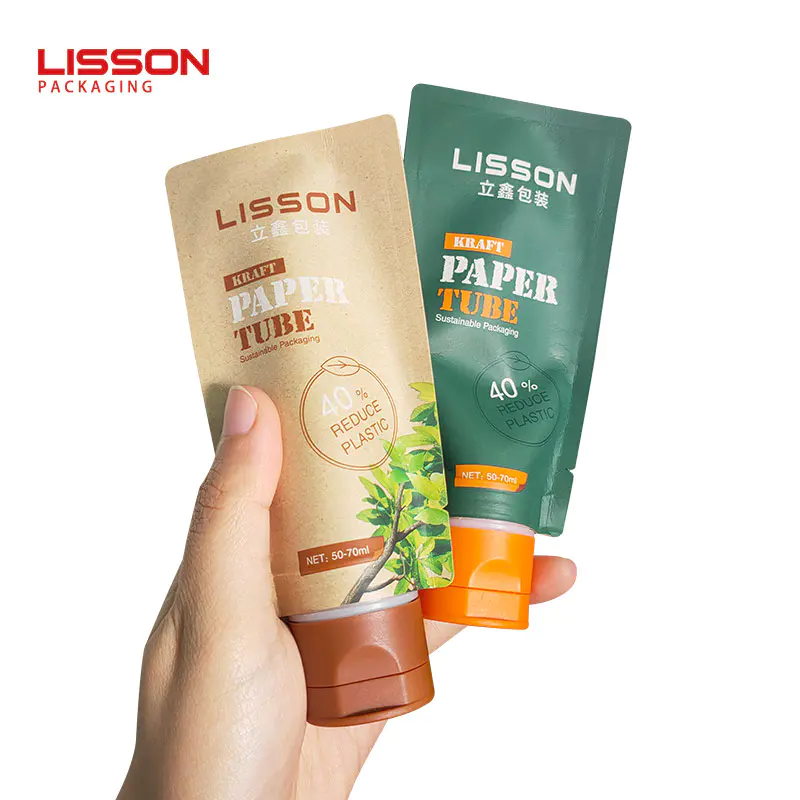 LISSON
PACKAGING
LISSON
立鑫包装
KRAFT
PAPER
TUBE
Sustainable Packaging
40%
REDUCE
PLASTIC
NET: 50-70ml
LISSON
立鑫包装
KRAFT
PAPER
TUBE
Sustainable Packaging
40%
REDUCE
PLASTIC
NET: 50-70ml